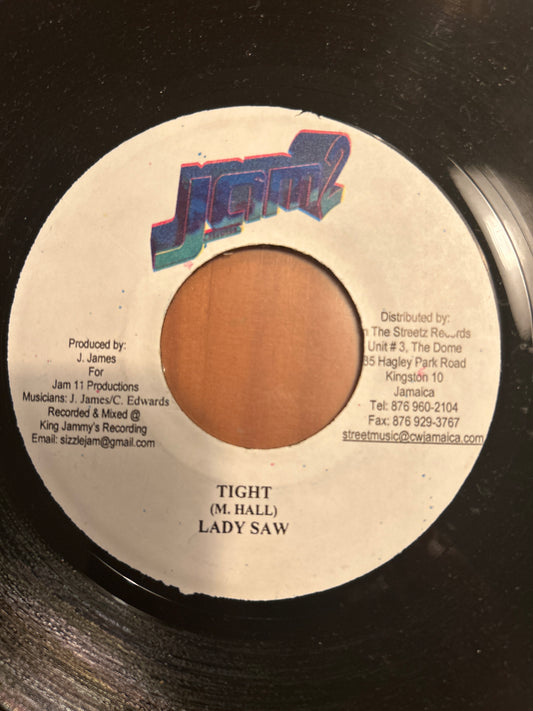 Jam2
Produced by:
J. James
For
Jam 11 Productions
Musicians: J. James/C. Edwards
Recorded & Mixed @
King Jammy's Recording
Email: sizzlejam@gmail.com
Distributed by:
The Streetz Records
Unit # 3, The Dome
35 Hagley Park Road
Kingston 10
Jamaica
Tel: 876 960-2104
Fax: 876 929-3767
streetmusic@cwjamaica.com
TIGHT
(M. HALL)
LADY SAW